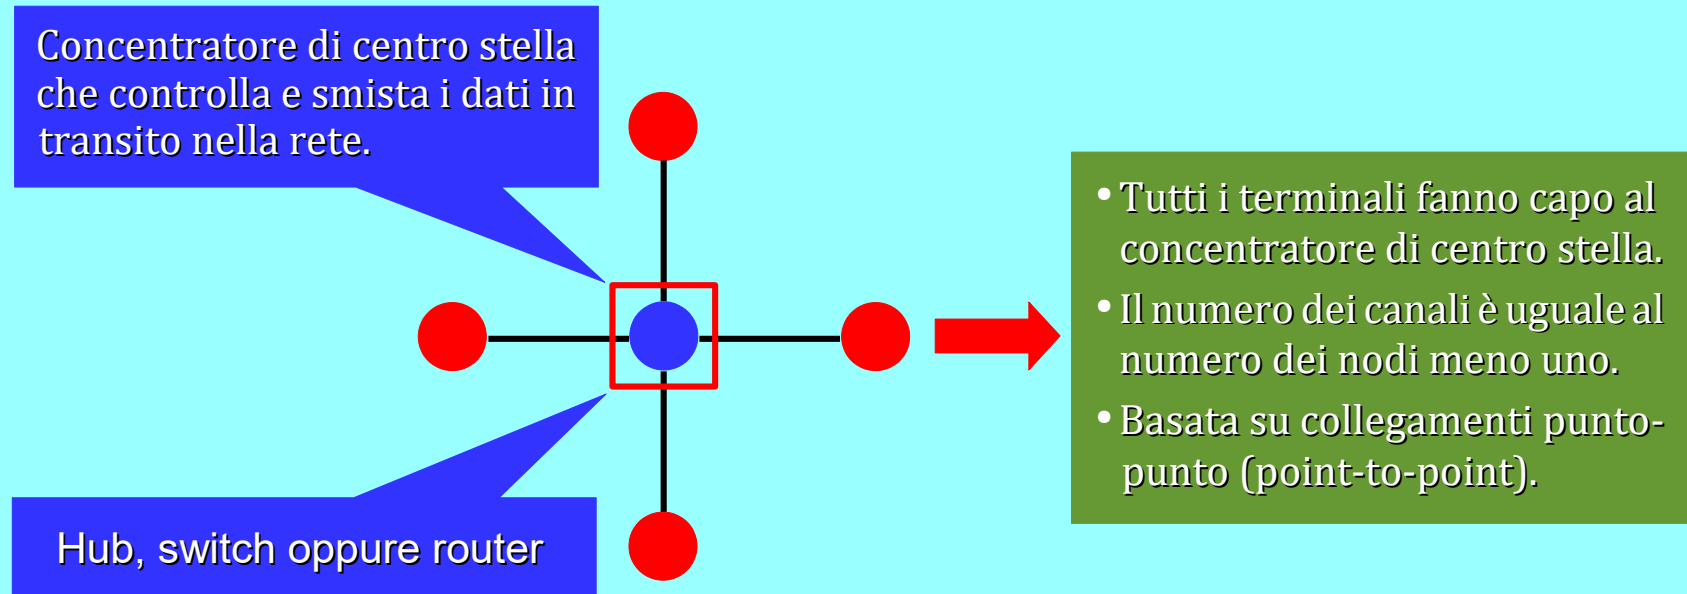 Concentratore di centro stella
che controlla e smista i dati in
transito nella rete.
Hub, switch oppure router
• Tutti i terminali fanno capo al
concentratore di centro stella.
• Il numero dei canali è uguale al
numero dei nodi meno uno.
• Basata su collegamenti punto-
punto (point-to-point).